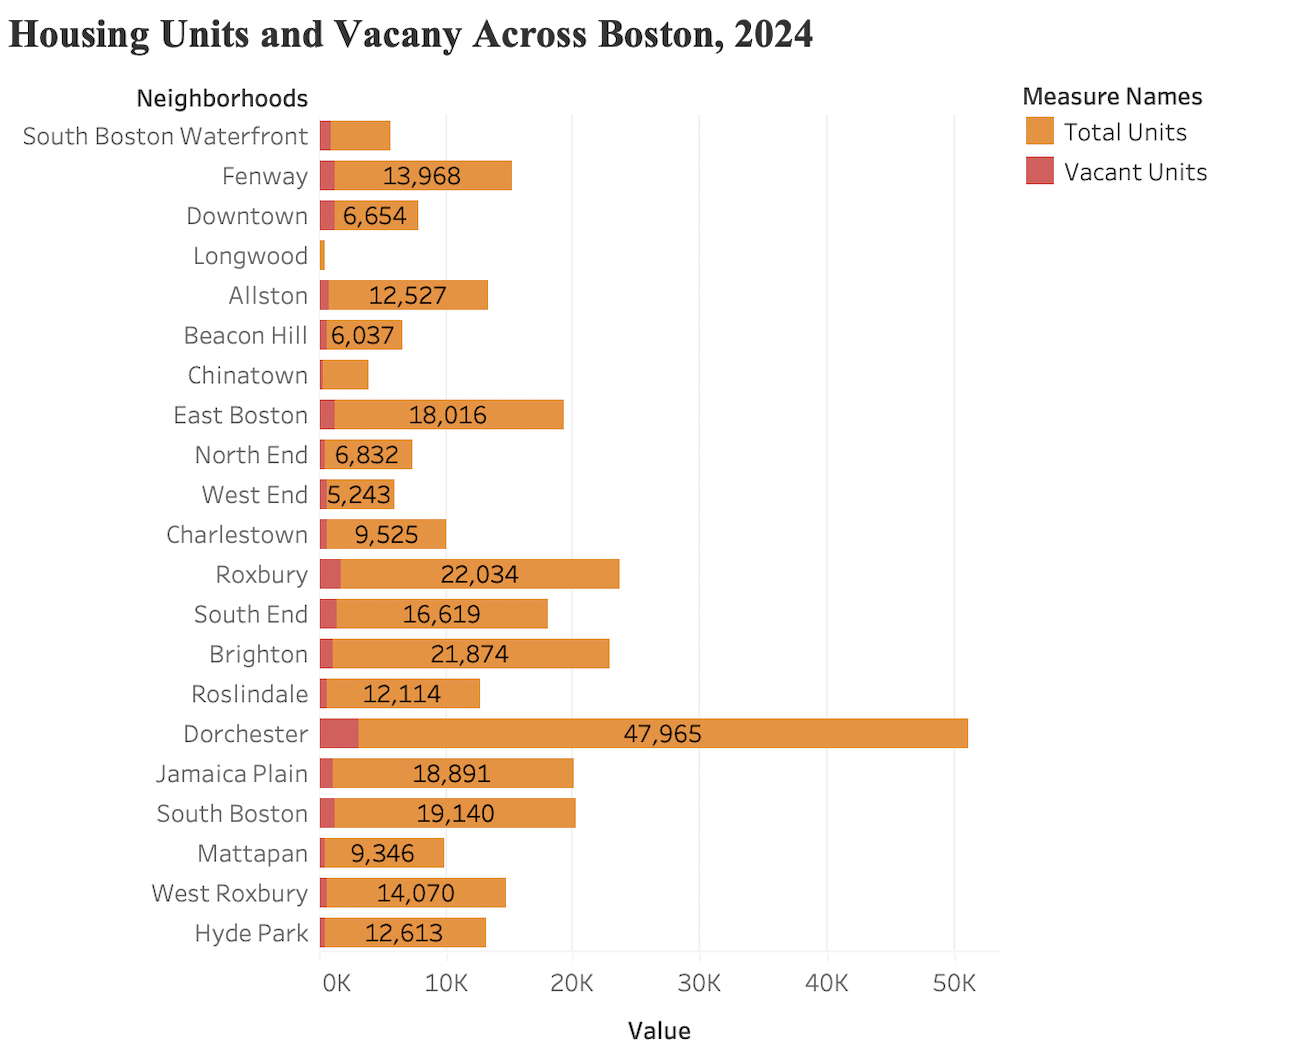 Housing Units and Vacany Across Boston, 2024
Neighborhoods
South Boston Waterfront
Fenway 13,968
Downtown 6,654
Longwood
Allston 12,527
Beacon Hill 6,037
Chinatown
East Boston 18,016
North End 6,832
West End 5,243
Charlestown 9,525
Roxbury 22,034
South End 16,619
Brighton 21,874
Roslindale 12,114
Dorchester 47,965
Jamaica Plain 18,891
South Boston 19,140
Mattapan 9,346
West Roxbury 14,070
Hyde Park 12,613
0K 10K 20K 30K 40K 50K
Value
Measure Names
Total Units
Vacant Units